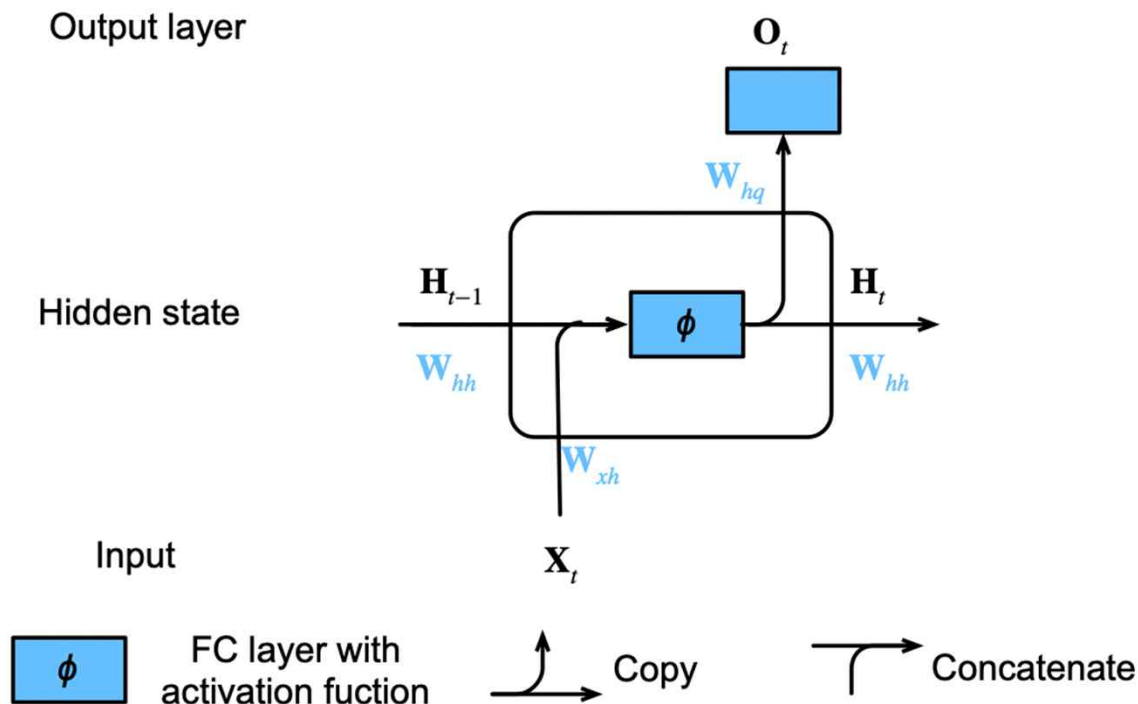 Output layer
O_t
W_hq
H_{t−1}
H_t
Hidden state
ϕ
W_hh
W_hh
W_xh
Input
X_t
ϕ
FC layer with
activation fuction
Copy
Concatenate